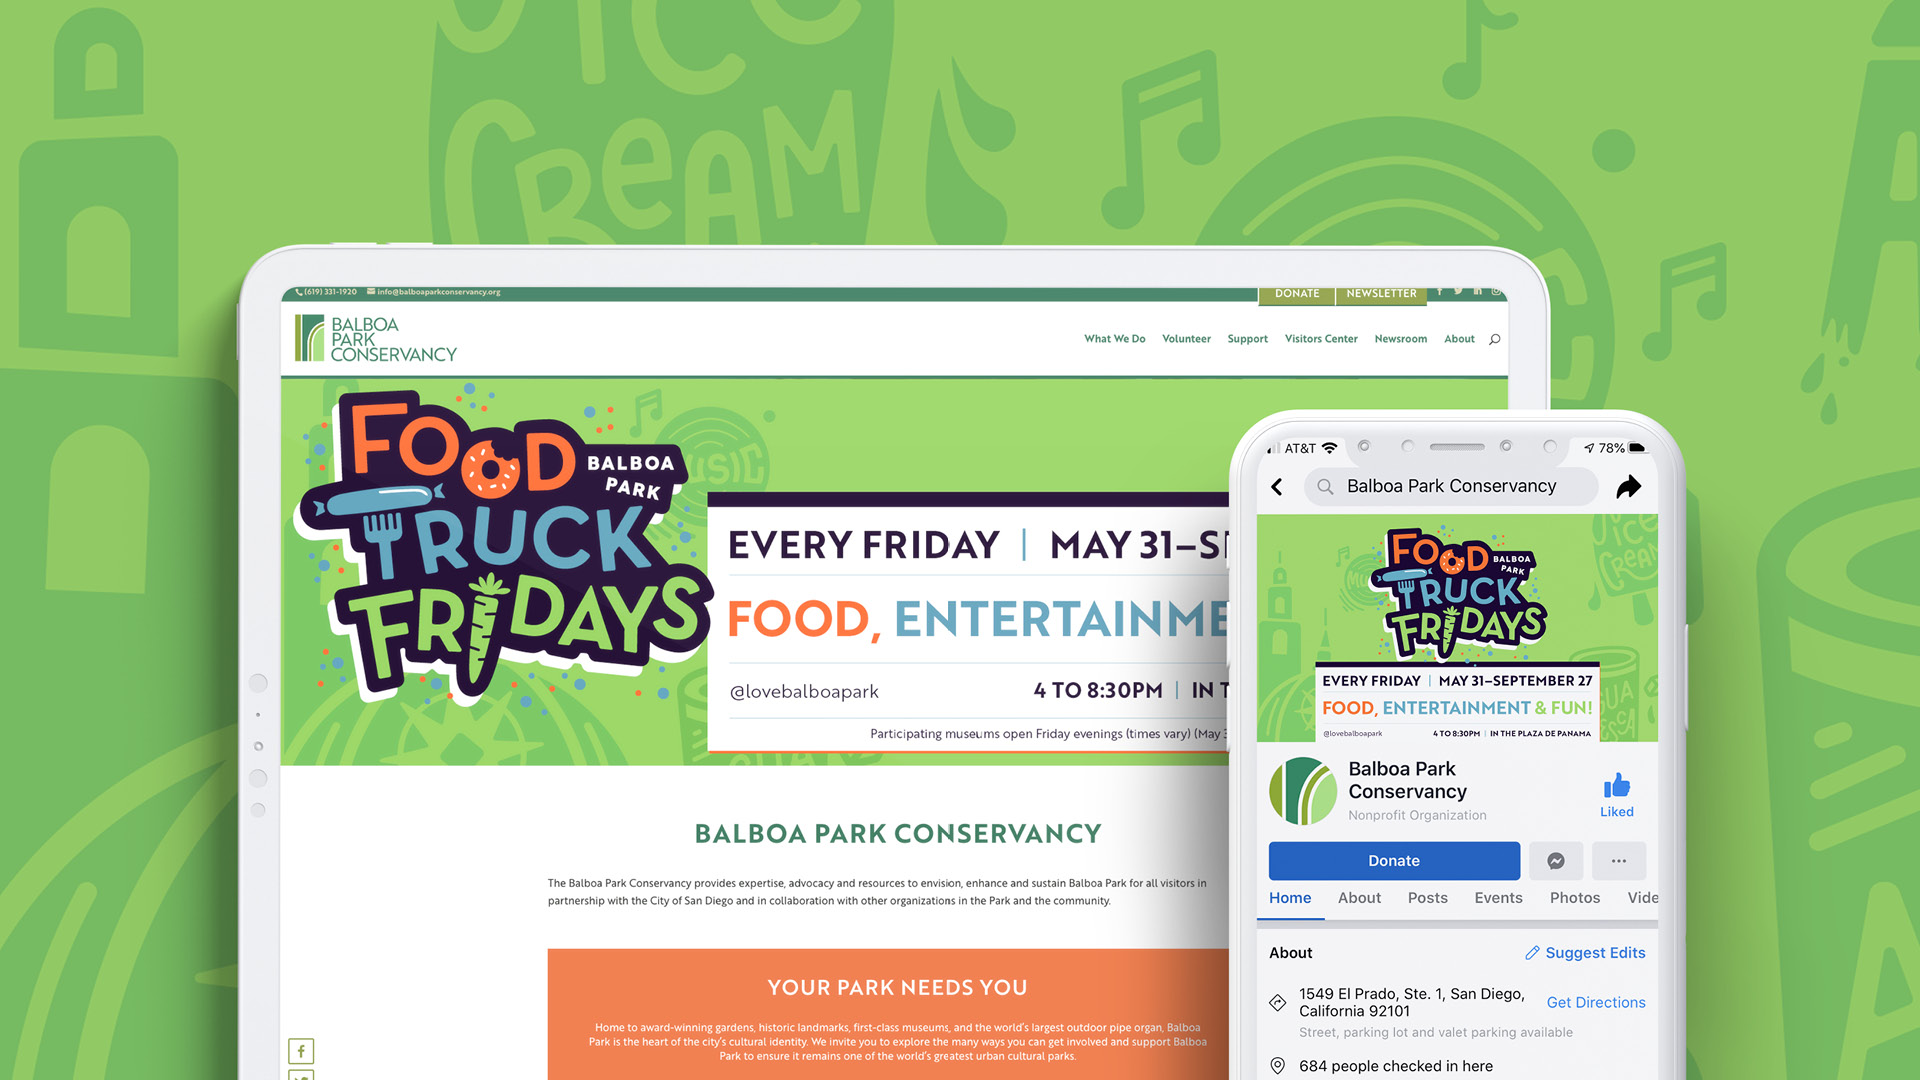 ICE
CREAM
(619) 331-1920 info@balboaparkconservancy.org
DONATE NEWSLETTER
BALBOA
PARK
CONSERVANCY
What We Do Volunteer Support Visitors Center Newsroom About
FOOD
BALBOA
PARK
TRUCK
FRIDAYS
MUSIC
EVERY FRIDAY | MAY 31–
FOOD, ENTERTAINME
@lovebalboapark
4 TO 8:30PM | IN T
Participating museums open Friday evenings (times vary) (May
BALBOA PARK CONSERVANCY
The Balboa Park Conservancy provides expertise, advocacy and resources to envision, enhance and sustain Balboa Park for all visitors in
partnership with the City of San Diego and in collaboration with other organizations in the Park and the community.
YOUR PARK NEEDS YOU
Home to award-winning gardens, historic landmarks, first-class museums, and the world's largest outdoor pipe organ, Balboa
Park is the heart of the city's cultural identity. We invite you to explore the many ways you can get involved and support Balboa
Park to ensure it remains one of the world's greatest urban cultural parks.
AT&T 78%
Balboa Park Conservancy
FOOD
BALBOA
PARK
TRUCK
FRIDAYS
ICE
CREAM
EVERY FRIDAY | MAY 31–SEPTEMBER 27
FOOD, ENTERTAINMENT & FUN!
@lovebalboapark 4 TO 8:30PM | IN THE PLAZA DE PANAMA
Balboa Park
Conservancy
Nonprofit Organization
Liked
Donate
Home About Posts Events Photos Vide
About Suggest Edits
1549 El Prado, Ste. 1, San Diego,
California 92101
Get Directions
Street, parking lot and valet parking available
684 people checked in here